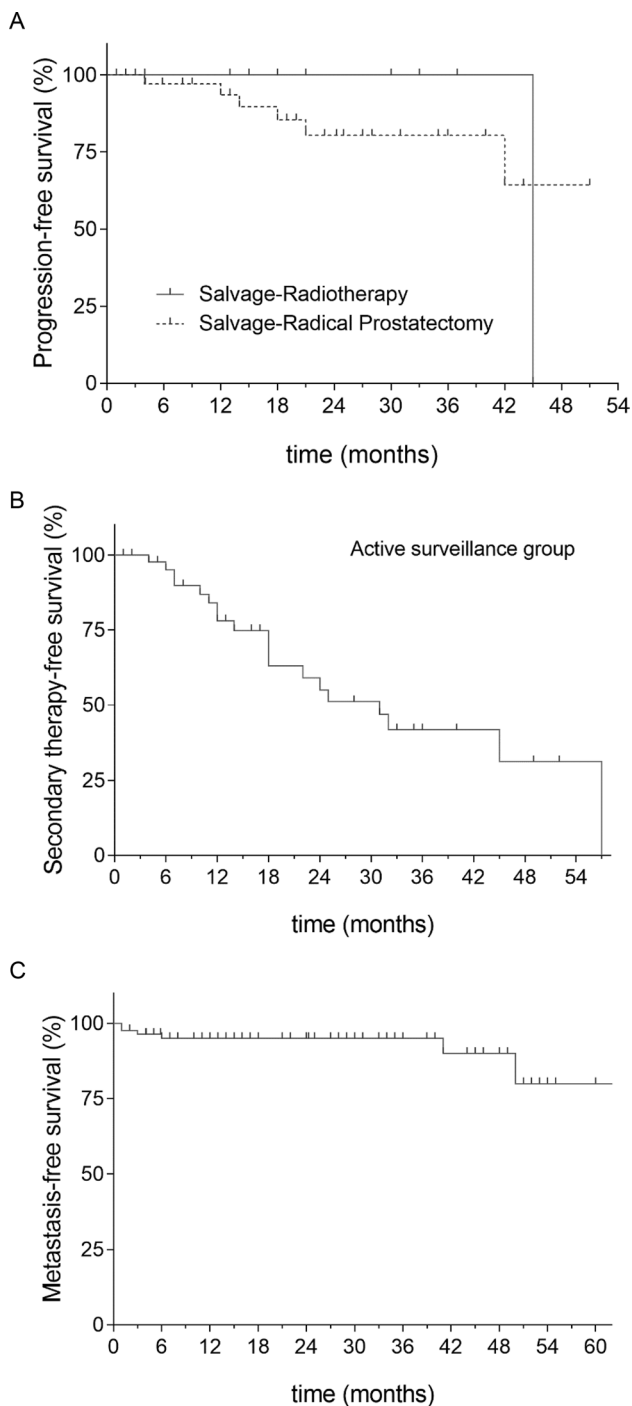 A
Progression-free survival (%)
100
75
50
25
0
Salvage-Radiotherapy
Salvage-Radical Prostatectomy
0 6 12 18 24 30 36 42 48 54
time (months)
B
Secondary therapy-free survival (%)
Active surveillance group
100
75
50
25
0
0 6 12 18 24 30 36 42 48 54
time (months)
C
Metastasis-free survival (%)
100
75
50
25
0
0 6 12 18 24 30 36 42 48 54 60
time (months)